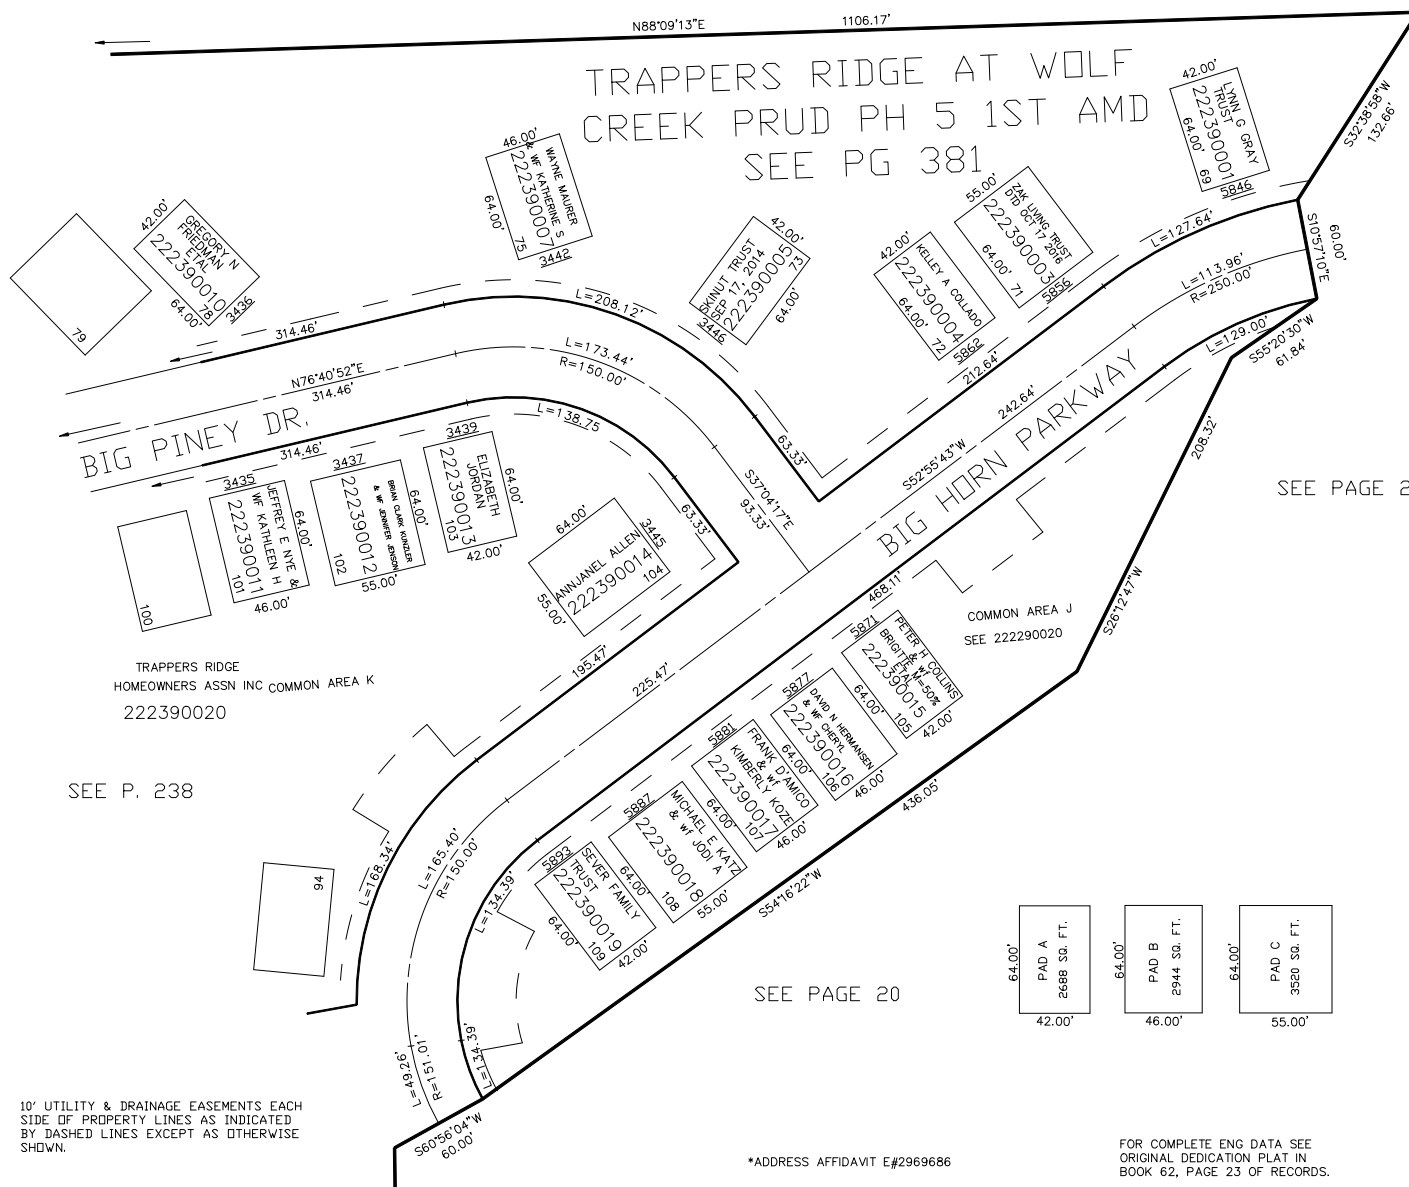 N88°09'13"E 1106.17'
TRAPPERS RIDGE AT WOLF
CREEK PRUD PH 5 1ST AMD
SEE PG 381
S32°38'58"W
132.66'
S10°57'10"E
60.00'
S55°20'30"W
61.84'
208.32'
S26°12'47"W
SEE PAGE 2
42.00'
LYNN G GRAY
TRUST
222390001
64.00'
69
5846
55.00'
ZAK LIVING TRUST
DTD OCT 17 2016
222390003
64.00'
71
5856
42.00'
KELLEY A COLLADO
222390004
64.00'
72
5862
42.00'
SKINUT TRUST
SEP 17, 2014
222390005
73
64.00'
3446
46.00'
WAYNE MAURER
& WF KATHERINE S
222390007
64.00'
75
3442
42.00'
GREGORY N
FRIEDMAN
ETAL
222390010
78
64.00'
3436
79
314.46'
L=208.12'
L=173.44'
R=150.00'
L=138.75
N76°40'52"E
314.46'
BIG PINEY DR.
314.46'
63.33'
S37°04'17"E
93.33'
63.33'
L=127.64'
L=113.96'
R=250.00'
L=129.00'
212.64'
242.64'
S52°55'43"W
BIG HORN PARKWAY
468.11'
3435
JEFFREY E NYE &
WF KATHLEEN H
222390011
64.00'
101
46.00'
3437
BRIAN CLARK KUNZLER
& WF JENNIFER JENSON
222390012
64.00'
102
55.00'
3439
ELIZABETH
JORDAN
222390013
64.00'
103
42.00'
64.00'
3445
ANNJANEL ALLEN
222390014
104
55.00'
100
TRAPPERS RIDGE
HOMEOWNERS ASSN INC COMMON AREA K
222390020
SEE P. 238
195.47'
225.47'
COMMON AREA J
SEE 222290020
5871
PETER H COLLINS
& wf
BRIGITTE M=50%
ETAL
222390015
64.00'
105
42.00'
5877
DAVID N HERMANSEN
& WF CHERYL
222390016
64.00'
106
46.00'
5881
FRANK D'AMICO
& wf
KIMBERLY KOZE
222390017
64.00'
107
46.00'
5887
MICHAEL E KATZ
& wf JODI A
222390018
64.00'
108
55.00'
5893
SEVER FAMILY
TRUST
222390019
64.00'
109
42.00'
436.05'
S54°16'22"W
94
L=168.34'
L=165.40'
R=150.00'
L=134.39'
L=49.26'
R=151.01'
L=134.39'
S60°56'04"W
60.00'
SEE PAGE 20
64.00'
PAD A
2688 SQ. FT.
42.00'
64.00'
PAD B
2944 SQ. FT.
46.00'
64.00'
PAD C
3520 SQ. FT.
55.00'
10' UTILITY & DRAINAGE EASEMENTS EACH
SIDE OF PROPERTY LINES AS INDICATED
BY DASHED LINES EXCEPT AS OTHERWISE
SHOWN.
*ADDRESS AFFIDAVIT E#2969686
FOR COMPLETE ENG DATA SEE
ORIGINAL DEDICATION PLAT IN
BOOK 62, PAGE 23 OF RECORDS.